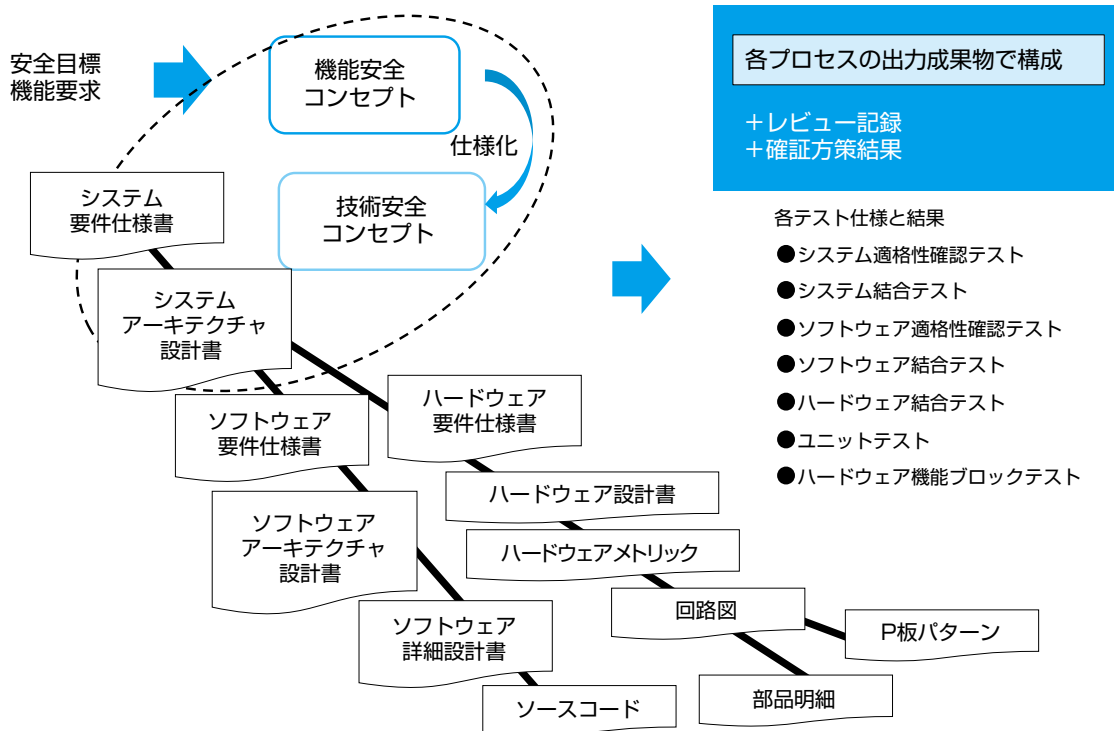 安全目標
機能要求
機能安全
コンセプト
仕様化
技術安全
コンセプト
システム
要件仕様書
システム
アーキテクチャ
設計書
ソフトウェア
要件仕様書
ハードウェア
要件仕様書
ソフトウェア
アーキテクチャ
設計書
ハードウェア設計書
ハードウェアメトリック
ソフトウェア
詳細設計書
回路図
P板パターン
ソースコード
部品明細
各プロセスの出力成果物で構成
＋レビュー記録
＋確証方策結果
各テスト仕様と結果
●システム適格性確認テスト
●システム結合テスト
●ソフトウェア適格性確認テスト
●ソフトウェア結合テスト
●ハードウェア結合テスト
●ユニットテスト
●ハードウェア機能ブロックテスト